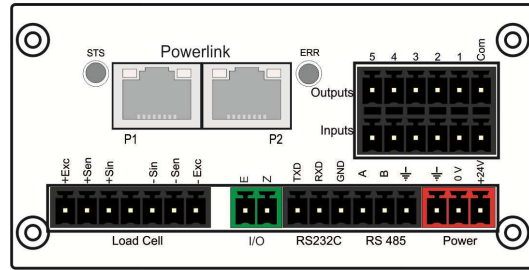 STS Powerlink ERR
5 4 3 2 1 Com
Outputs
Inputs
P1 P2
+Exc +Sen +Sin -Sin -Sen -Exc
E Z
TXD RXD GND A B
0 V +24V
Load Cell I/O RS232C RS 485 Power